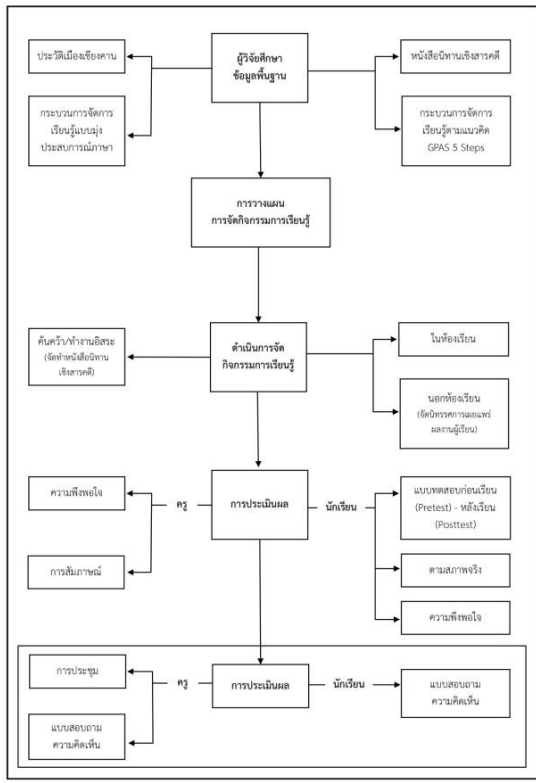 ผู้วิจัยศึกษา
ข้อมูลพื้นฐาน
ประวัติเมืองเชียงคาน
หนังสือนิทานเชิงสารคดี
กระบวนการจัดการ
เรียนรู้แบบมุ่ง
ประสบการณ์ภาษา
กระบวนการจัดการ
เรียนรู้ตามแนวคิด
GPAS 5 Steps
การวางแผน
การจัดกิจกรรมการเรียนรู้
ค้นคว้า/ทำงานอิสระ
(จัดทำหนังสือนิทาน
เชิงสารคดี)
ดำเนินการจัด
กิจกรรมการเรียนรู้
ในห้องเรียน
นอกห้องเรียน
(จัดนิทรรศการเผยแพร่
ผลงานผู้เรียน)
ความพึงพอใจ
ครู
การประเมินผล
นักเรียน
แบบทดสอบก่อนเรียน
(Pretest) - หลังเรียน
(Posttest)
การสัมภาษณ์
ตามสภาพจริง
ความพึงพอใจ
การประชุม
ครู
การประเมินผล
นักเรียน
แบบสอบถาม
ความคิดเห็น
แบบสอบถาม
ความคิดเห็น